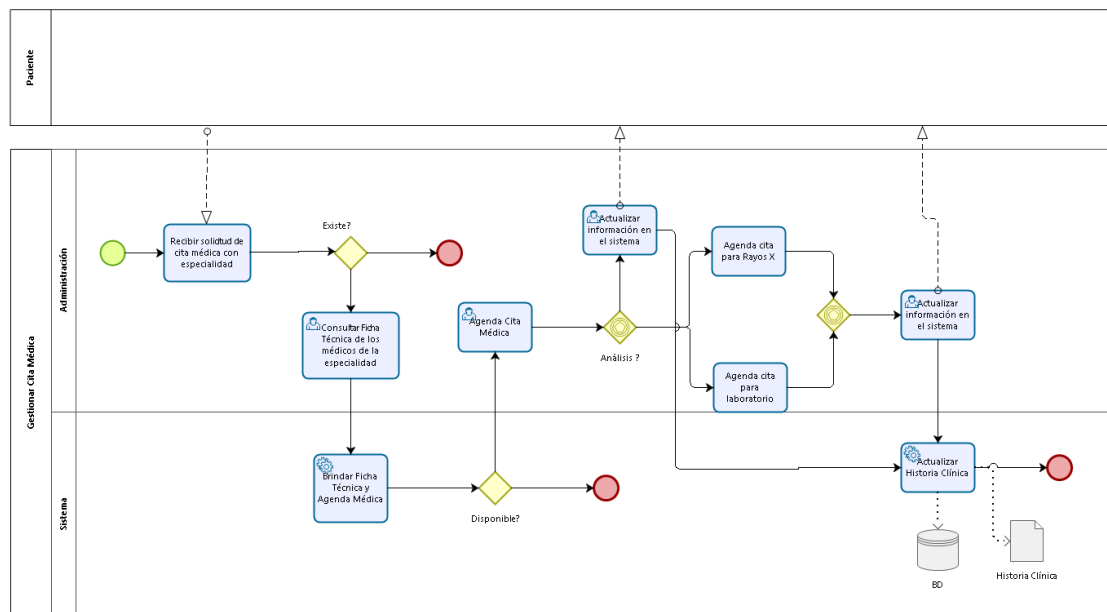 Paciente
Gestionar Cita Médica
Administración
Sistema
Recibir solicitud de
cita médica con
especialidad
Existe?
Consultar Ficha
Técnica de los
médicos de la
especialidad
Brindar Ficha
Técnica y
Agenda Médica
Disponible?
Agenda Cita
Médica
Análisis ?
Actualizar
información en
el sistema
Agenda cita
para Rayos X
Agenda cita
para
laboratorio
Actualizar
información en
el sistema
Actualizar
Historia Clínica
BD
Historia Clínica